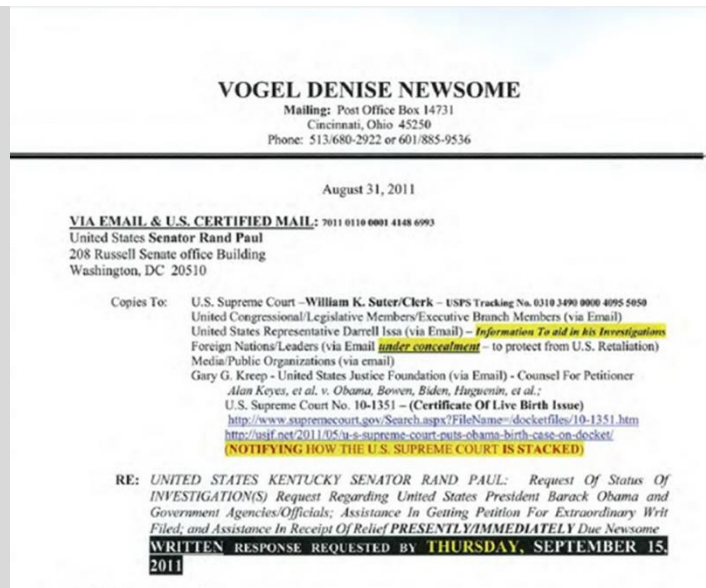 VOGEL DENISE NEWSOME
Mailing: Post Office Box 14731
Cincinnati, Ohio 45250
Phone: 513/680-2922 or 601/885-9536
August 31, 2011
VIA EMAIL & U.S. CERTIFIED MAIL: 7011 0110 0001 4148 6993
United States Senator Rand Paul
208 Russell Senate office Building
Washington, DC 20510
Copies To: U.S. Supreme Court –William K. Suter/Clerk – USPS Tracking No. 0310 3490 0000 4095 5050
United Congressional/Legislative Members/Executive Branch Members (via Email)
United States Representative Darrell Issa (via Email) – Information To aid in his Investigations
Foreign Nations/Leaders (via Email under concealment – to protect from U.S. Retaliation)
Media/Public Organizations (via email)
Gary G. Kreep - United States Justice Foundation (via Email) - Counsel For Petitioner
Alan Keyes, et al. v. Obama, Bowen, Biden, Huguenin, et al.;
U.S. Supreme Court No. 10-1351 – (Certificate Of Live Birth Issue)
http://www.supremecourt.gov/Search.aspx?FileName=/docketfiles/10-1351.htm
http://usjf.net/2011/05/u-s-supreme-court-puts-obama-birth-case-on-docket/
(NOTIFYING HOW THE U.S. SUPREME COURT IS STACKED)
RE: UNITED STATES KENTUCKY SENATOR RAND PAUL: Request Of Status Of
INVESTIGATION(S) Request Regarding United States President Barack Obama and
Government Agencies/Officials; Assistance In Getting Petition For Extraordinary Writ
Filed; and Assistance In Receipt Of Relief PRESENTLY/IMMEDIATELY Due Newsome
WRITTEN RESPONSE REQUESTED BY THURSDAY, SEPTEMBER 15,
2011